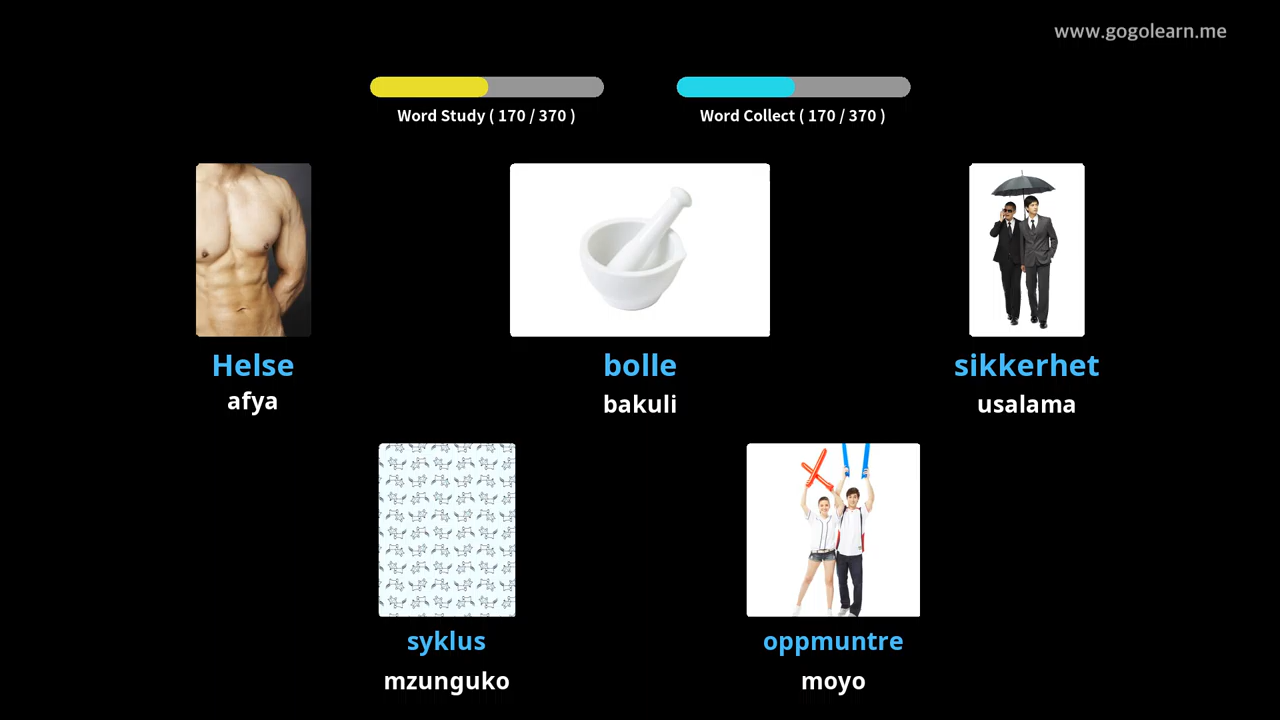 www.gogolearn.me
Word Study ( 170 / 370 )
Word Collect ( 170 / 370 )
Helse
afya
bolle
bakuli
sikkerhet
usalama
syklus
mzunguko
oppmuntre
moyo